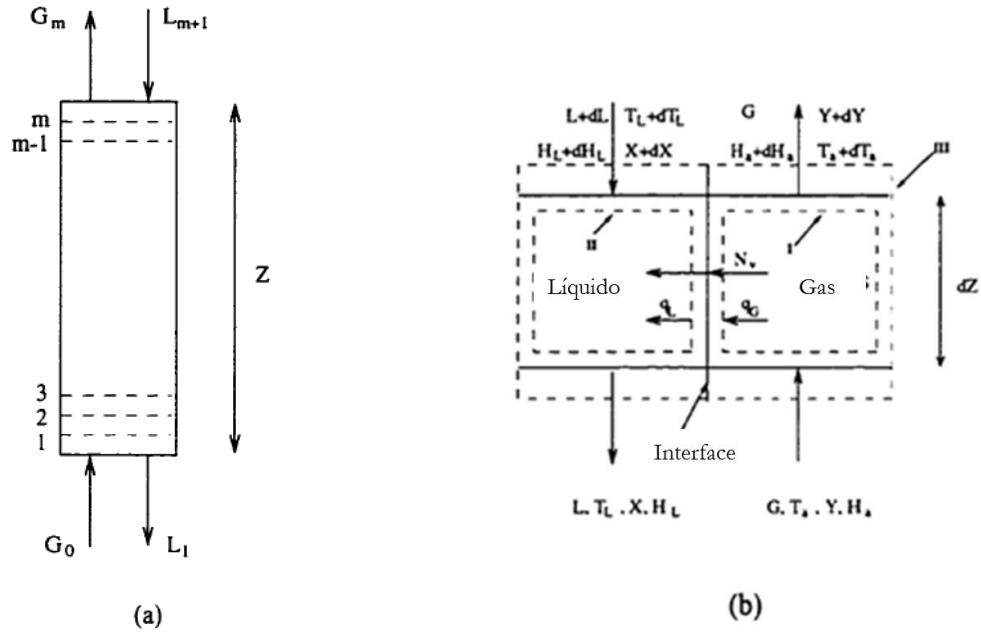 G_m L_{m+1}
m
m-1
Z
3
2
1
G_0 L_1
(a)
L+dL T_L+dT_L G Y+dY
H_L+dH_L X+dX H_a+dH_a T_a+dT_a
III
II I
N_v
Líquido Gas dZ
q_L q_G
Interface
L. T_L . X. H_L G. T_a . Y. H_a
(b)